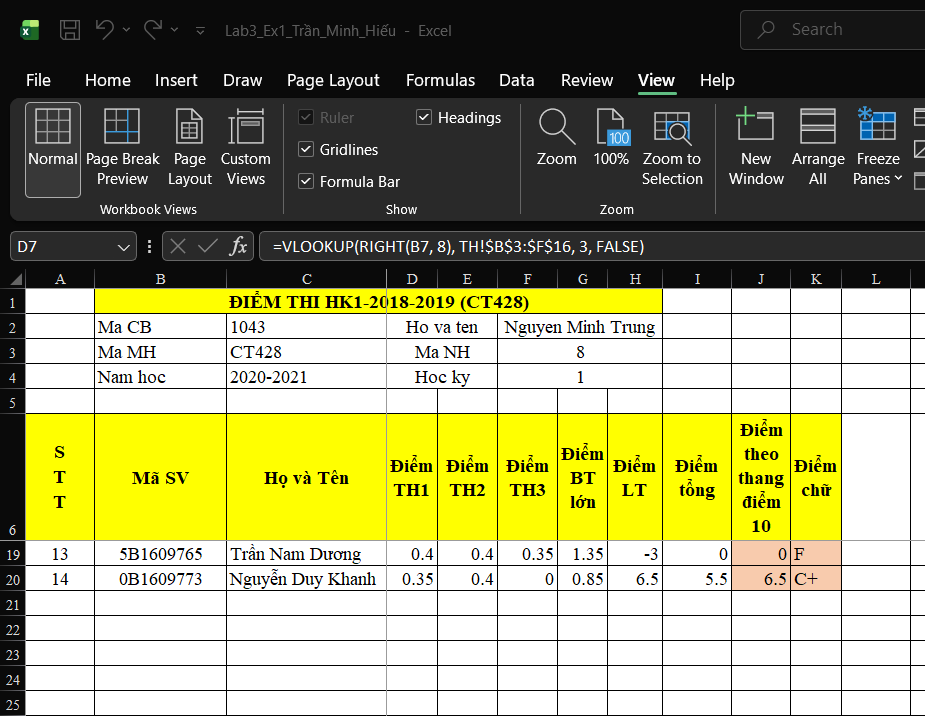 Lab3_Ex1_Trần_Minh_Hiếu - Excel
Search
File Home Insert Draw Page Layout Formulas Data Review View Help
Normal
Page Break Preview
Page Layout
Custom Views
Workbook Views
Ruler
Gridlines
Formula Bar
Headings
Show
Zoom
100
100%
Zoom to Selection
Zoom
New Window
Arrange All
Freeze Panes
D7
fx
=VLOOKUP(RIGHT(B7, 8), TH!$B$3:$F$16, 3, FALSE)
A B C D E F G H I J K L
1 ĐIỂM THI HK1-2018-2019 (CT428)
2 Ma CB 1043 Ho va ten Nguyen Minh Trung
3 Ma MH CT428 Ma NH 8
4 Nam hoc 2020-2021 Hoc ky 1
5
6 S T T Mã SV Họ và Tên Điểm TH1 Điểm TH2 Điểm TH3 Điểm BT lớn Điểm LT Điểm tổng Điểm theo thang điểm 10 Điểm chữ
19 13 5B1609765 Trần Nam Dương 0.4 0.4 0.35 1.35 -3 0 0 F
20 14 0B1609773 Nguyễn Duy Khanh 0.35 0.4 0 0.85 6.5 5.5 6.5 C+
21
22
23
24
25